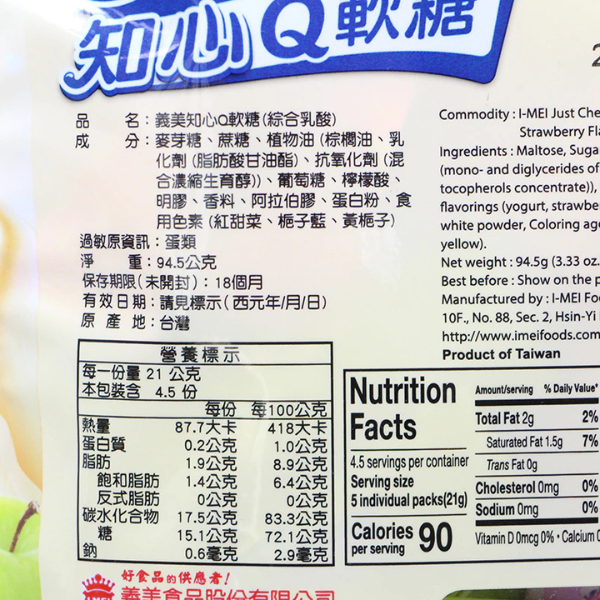 知心Q軟糖
品 名：義美知心Q軟糖(綜合乳酸)
成 分：麥芽糖、蔗糖、植物油(棕櫚油、乳
化劑(脂肪酸甘油酯)、抗氧化劑(混
合濃縮生育醇))、葡萄糖、檸檬酸、
明膠、香料、阿拉伯膠、蛋白粉、食
用色素(紅甜菜、梔子藍、黃梔子)
過敏原資訊：蛋類
淨 重：94.5公克
保存期限(未開封)：18個月
有效日期：請見標示(西元年/月/日)
原 產 地：台灣
營養標示
每一份量 21 公克
本包裝含 4.5 份
每份 每100公克
熱量 87.7大卡 418大卡
蛋白質 0.2公克 1.0公克
脂肪 1.9公克 8.9公克
飽和脂肪 1.4公克 6.4公克
反式脂肪 0公克 0公克
碳水化合物 17.5公克 83.3公克
糖 15.1公克 72.1公克
鈉 0.6毫克 2.9毫克
好食品的供應者！
I-MEI
義美食品股份有限公司
Commodity : I-MEI Just Che
Strawberry Fla
Ingredients : Maltose, Suga
(mono- and diglycerides of
tocopherols concentrate)),
flavorings (yogurt, strawbe
white powder, Coloring age
yellow).
Net weight : 94.5g (3.33 oz.
Best before : Show on the p
Manufactured by : I-MEI Foo
10F., No. 88, Sec. 2, Hsin-Yi
http://www.imeifoods.com
Product of Taiwan
Nutrition
Facts
4.5 servings per container
Serving size
5 individual packs(21g)
Calories 90
per serving
Amount/serving % Daily Value*
Total Fat 2g 2%
Saturated Fat 1.5g 7%
Trans Fat 0g
Cholesterol 0mg 0%
Sodium 0mg 0%
Vitamin D 0mcg 0% • Calcium 0